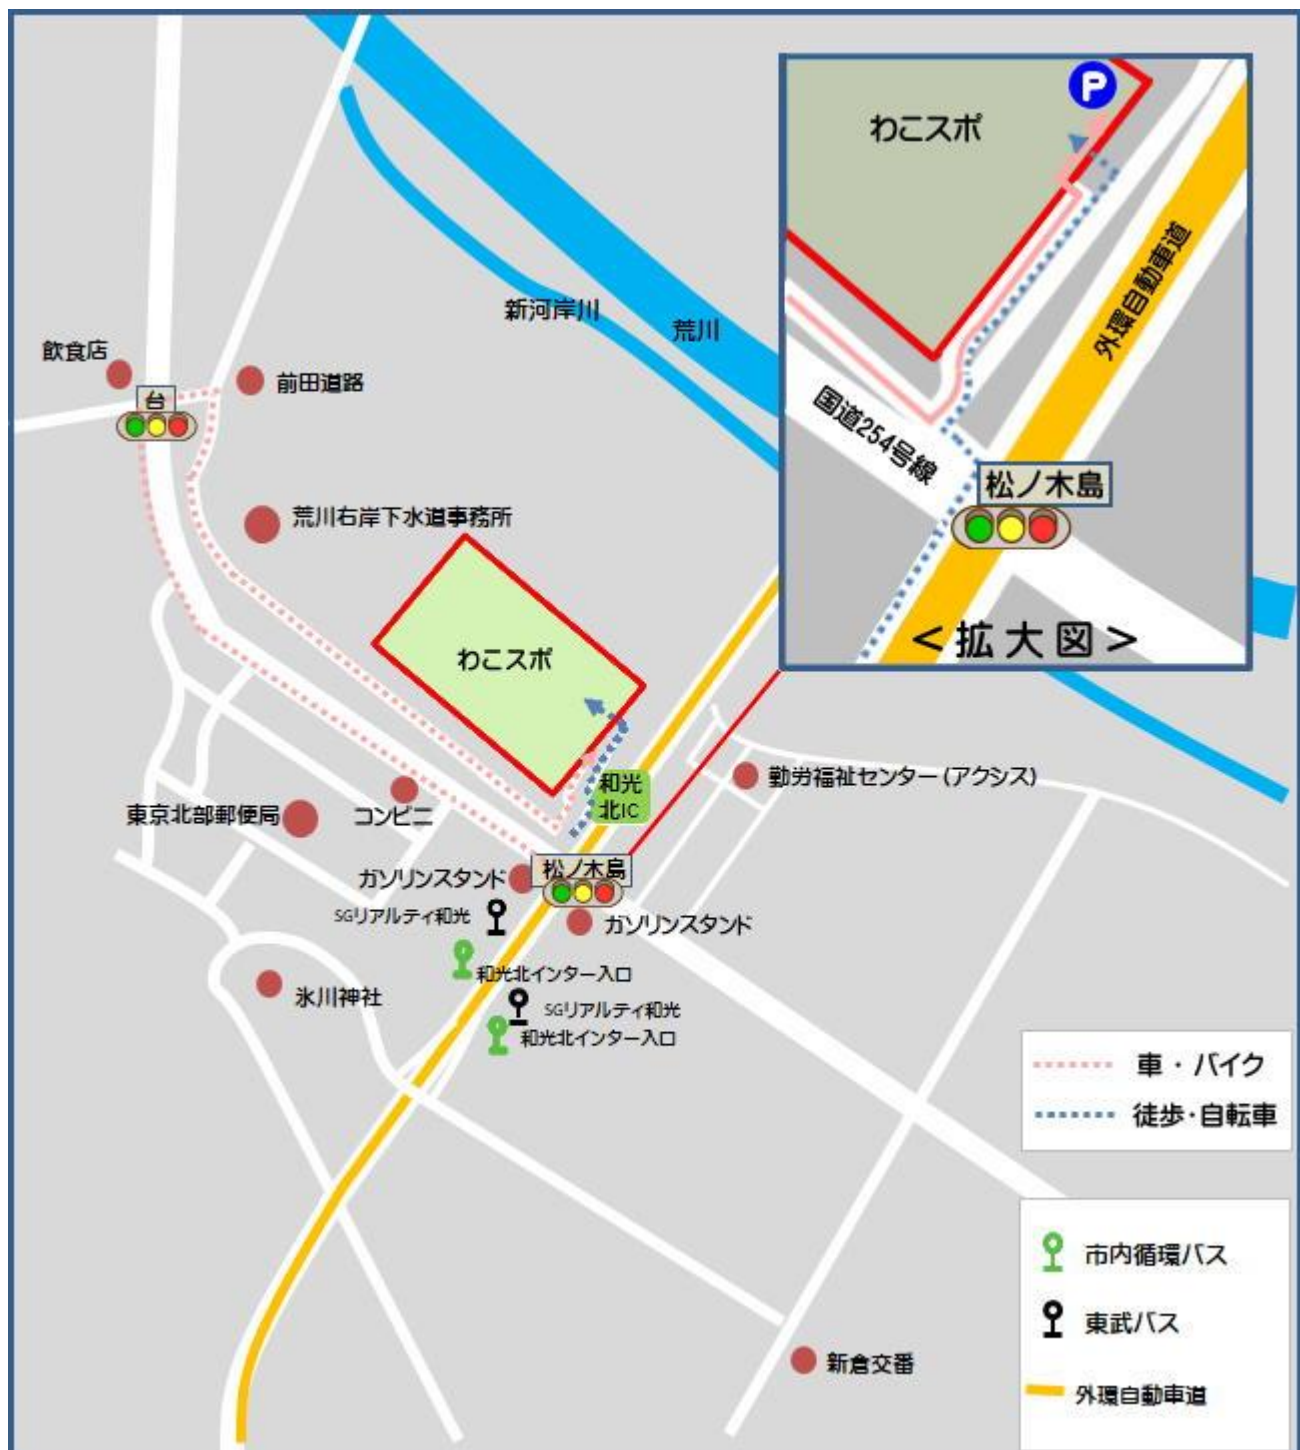 P
わこスポ
外環自動車道
国道254号線
松ノ木島
<拡大図>
新河岸川
荒川
飲食店
台
前田道路
荒川右岸下水道事務所
わこスポ
和光
北IC
勤労福祉センター(アクシス)
東京北部郵便局
コンビニ
ガソリンスタンド
松ノ木島
SGリアルティ和光
ガソリンスタンド
和光北インター入口
氷川神社
SGリアルティ和光
和光北インター入口
車・バイク
徒歩・自転車
市内循環バス
東武バス
新倉交番
外環自動車道